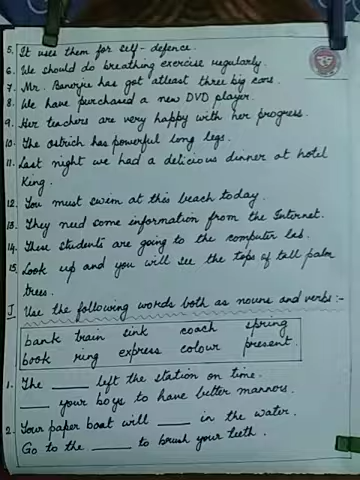 5. It uses them for self-defence.
6. We should do breathing exercise regularly.
7. Mr. Banerjee has got atleast three big cars.
8. We have purchased a new DVD player.
9. Her teachers are very happy with her progress.
10. The ostrich has powerful long legs.
11. Last night we had a delicious dinner at hotel
King.
12. You must swim at this beach today.
13. They need some information from the Internet.
14. These students are going to the computer lab.
15. Look up and you will see the tops of tall palm
trees.
I. Use the following words both as nouns and verbs:-
bank train sink coach spring
book ring express colour present
1. The ____ left the station on time.
____ your boys to have better manners.
2. Your paper boat will ____ in the water.
Go to the ____ to brush your teeth.